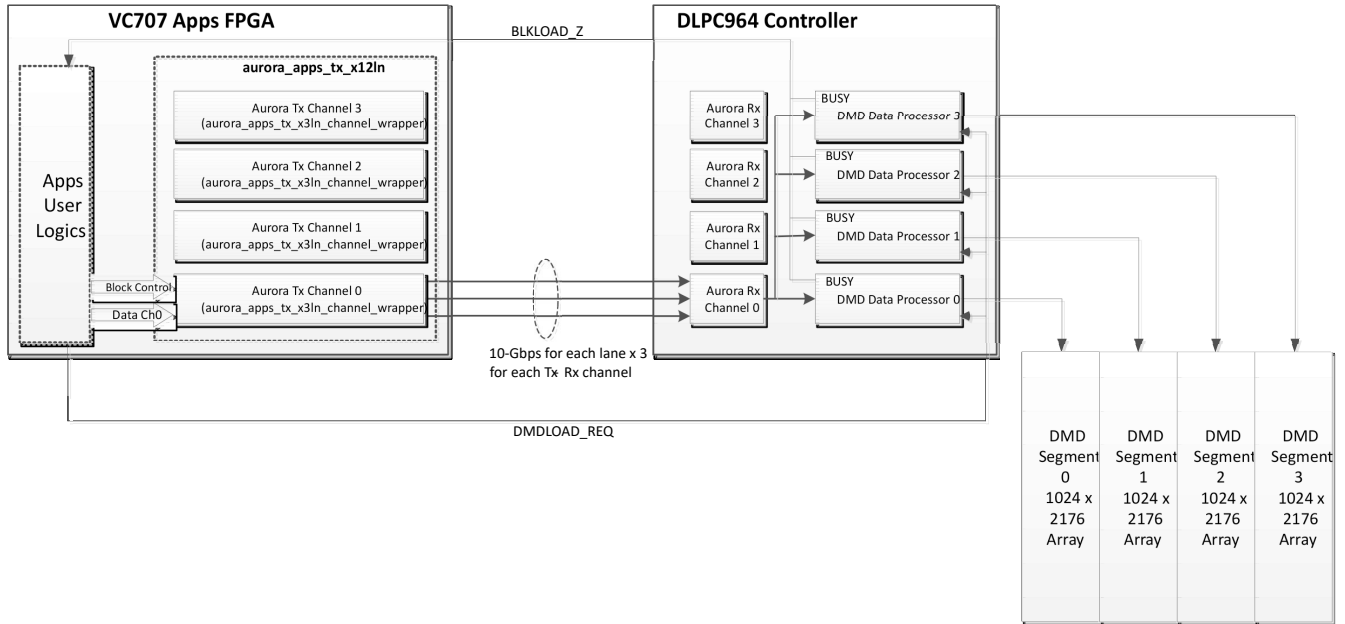 VC707 Apps FPGA
DLPC964 Controller
BLKLOAD_Z
aurora_apps_tx_x12ln
Aurora Tx Channel 3
(aurora_apps_tx_x3ln_channel_wrapper)
Aurora Tx Channel 2
(aurora_apps_tx_x3ln_channel_wrapper)
Aurora Tx Channel 1
(aurora_apps_tx_x3ln_channel_wrapper)
Aurora Tx Channel 0
(aurora_apps_tx_x3ln_channel_wrapper)
Apps
User
Logics
Block Control
Data Ch0
Aurora Rx
Channel 3
Aurora Rx
Channel 2
Aurora Rx
Channel 1
Aurora Rx
Channel 0
BUSY
DMD Data Processor 3
BUSY
DMD Data Processor 2
BUSY
DMD Data Processor 1
BUSY
DMD Data Processor 0
10-Gbps for each lane x 3
for each Tx- Rx channel
DMDLOAD_REQ
DMD
Segment
0
1024 x
2176
Array
DMD
Segment
1
1024 x
2176
Array
DMD
Segment
2
1024 x
2176
Array
DMD
Segment
3
1024 x
2176
Array